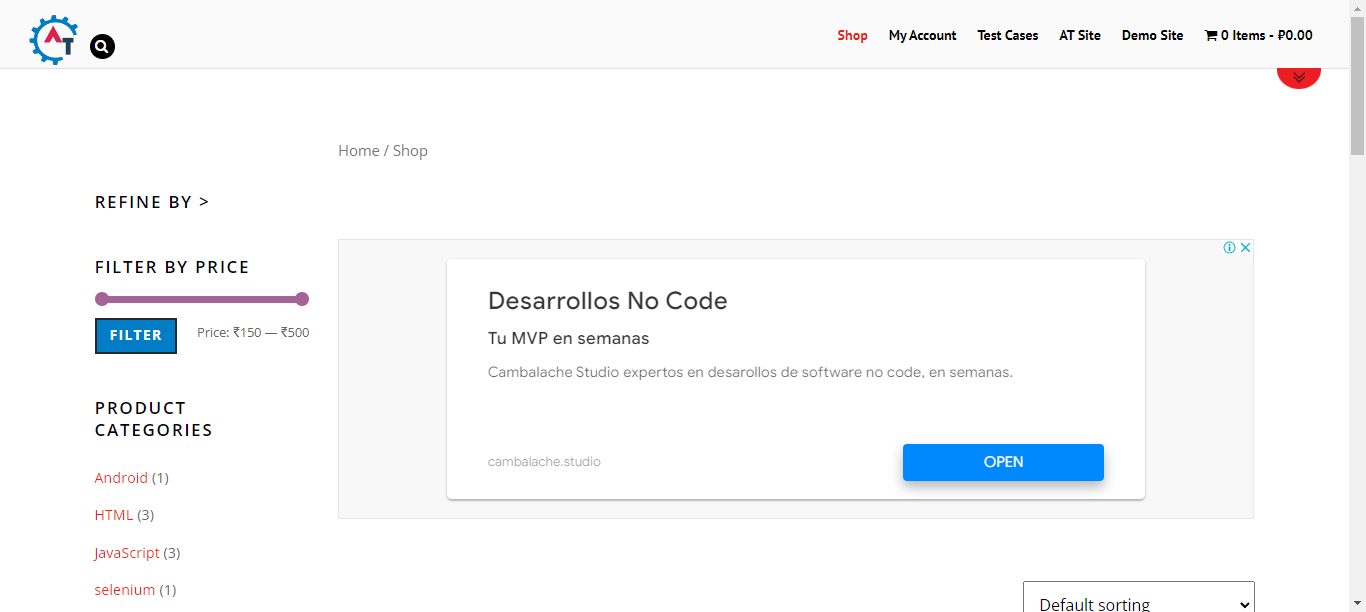 AT
Shop My Account Test Cases AT Site Demo Site 0 Items - ₽0.00
Home / Shop
REFINE BY >
FILTER BY PRICE
FILTER Price: ₹150 — ₹500
PRODUCT
CATEGORIES
Android (1)
HTML (3)
JavaScript (3)
selenium (1)
Desarrollos No Code
Tu MVP en semanas
Cambalache Studio expertos en desarollos de software no code, en semanas.
cambalache.studio OPEN
Default sorting